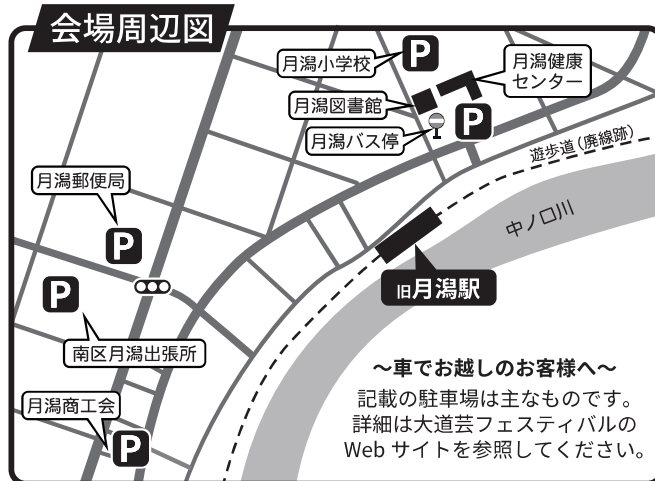 会場周辺図
月潟小学校
P
月潟健康
センター
月潟図書館
P
月潟バス停
遊歩道(廃線跡)
月潟郵便局
P
中ノ口川
P
旧月潟駅
南区月潟出張所
月潟商工会
P
〜車でお越しのお客様へ〜
記載の駐車場は主なものです。
詳細は大道芸フェスティバルの
Web サイトを参照してください。